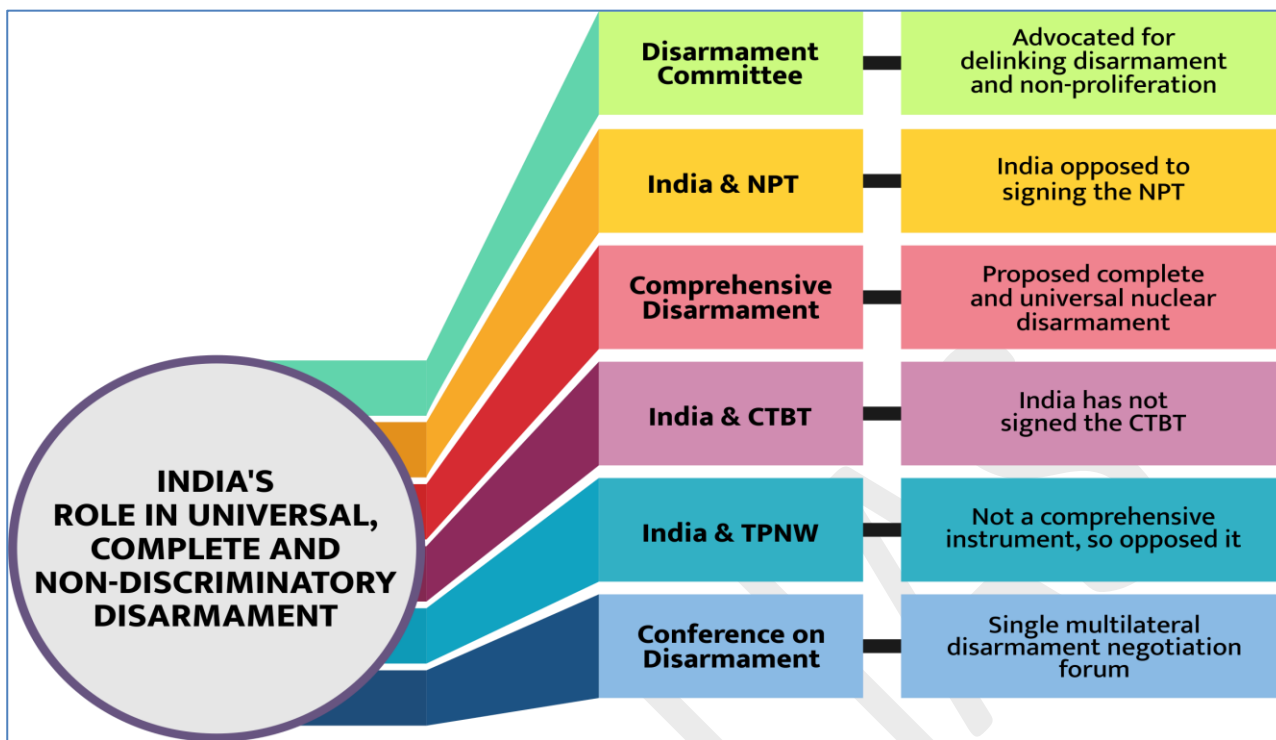 INDIA'S
ROLE IN UNIVERSAL,
COMPLETE AND
NON-DISCRIMINATORY
DISARMAMENT
Disarmament
Committee
Advocated for
delinking disarmament
and non-proliferation
India & NPT
India opposed to
signing the NPT
Comprehensive
Disarmament
Proposed complete
and universal nuclear
disarmament
India & CTBT
India has not
signed the CTBT
India & TPNW
Not a comprehensive
instrument, so opposed it
Conference on
Disarmament
Single multilateral
disarmament negotiation
forum